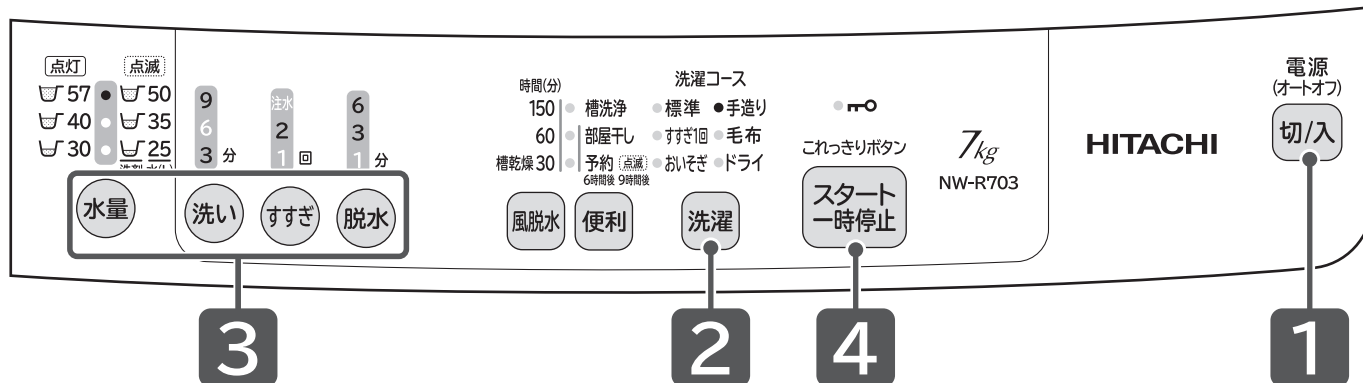 点灯 点滅
57 50
40 35
30 25
9
6
3 分
注水
2
1 回
6
3
1 分
水量 洗い すすぎ 脱水
時間(分)
150
60
槽乾燥 30
槽洗浄
部屋干し
予約 点滅
6時間後 9時間後
風脱水 便利
洗濯コース
標準 手造り
すすぎ1回 毛布
おいそぎ ドライ
洗濯
これっきりボタン
スタート
一時停止
7kg
NW-R703
HITACHI
電源
(オートオフ)
切/入
3 2 4 1